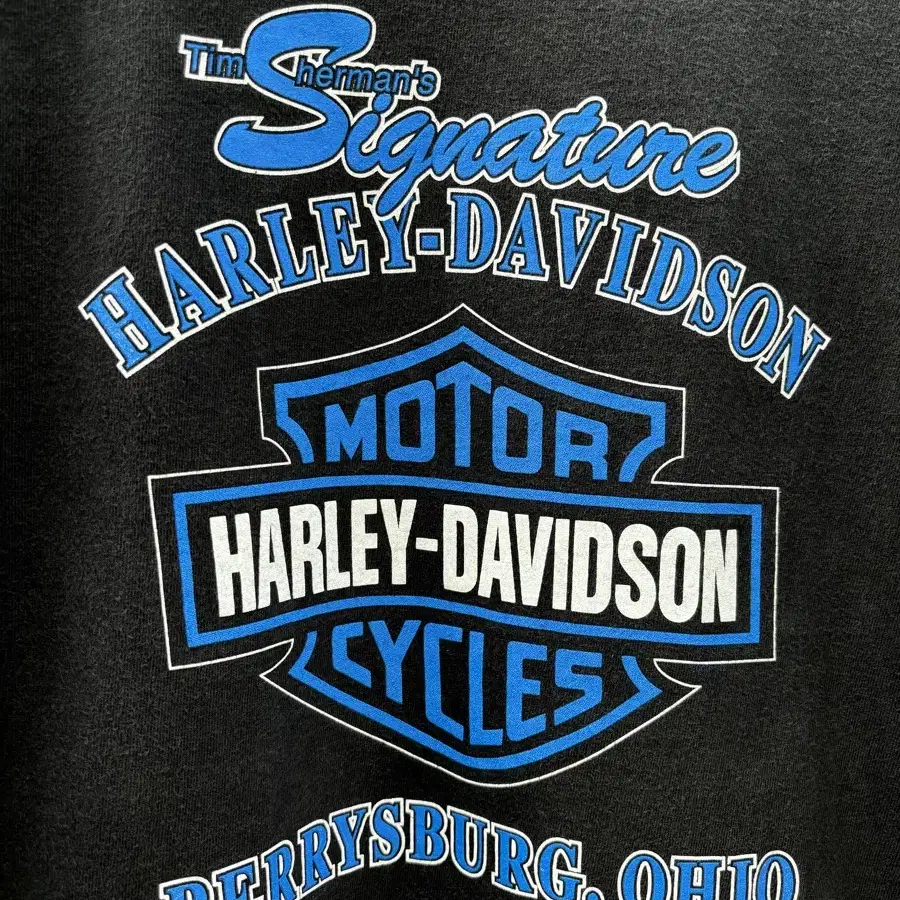 Tim Sherman's
Signature
HARLEY-DAVIDSON
MOTOR
HARLEY-DAVIDSON
CYCLES
PERRYSBURG, OHIO